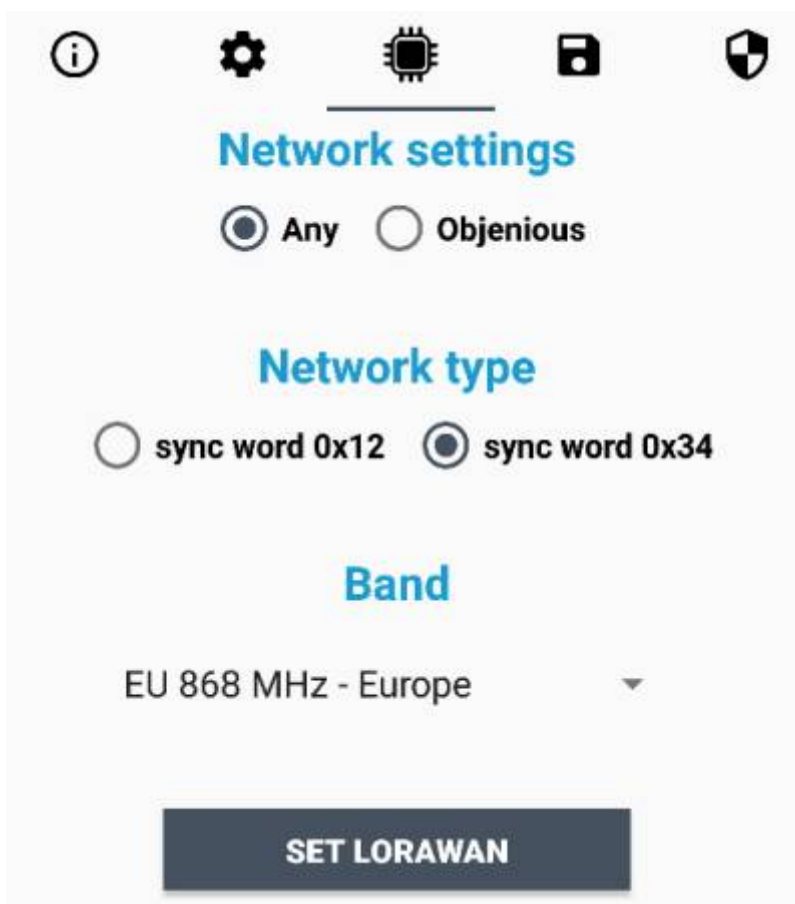 Network settings
Any Objenious
Network type
sync word 0x12 sync word 0x34
Band
EU 868 MHz - Europe
SET LORAWAN